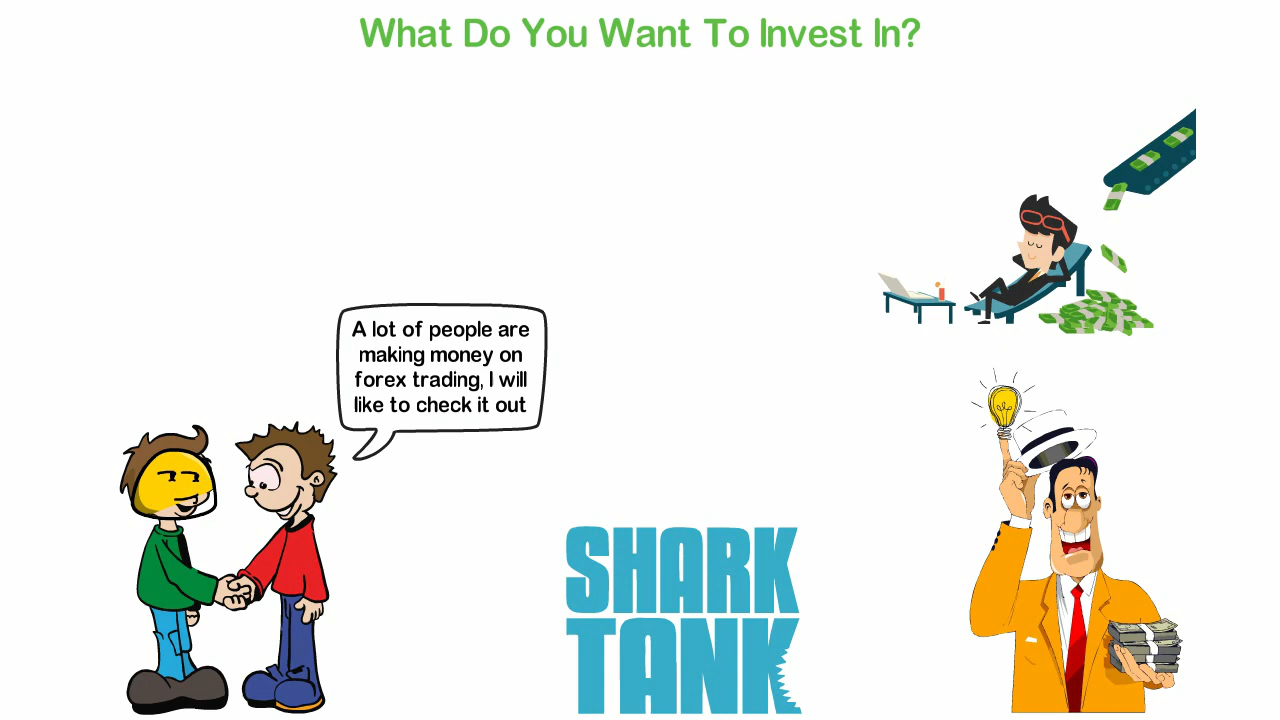 What Do You Want To Invest In?
A lot of people are
making money on
forex trading, I will
like to check it out
SHARK
TANK